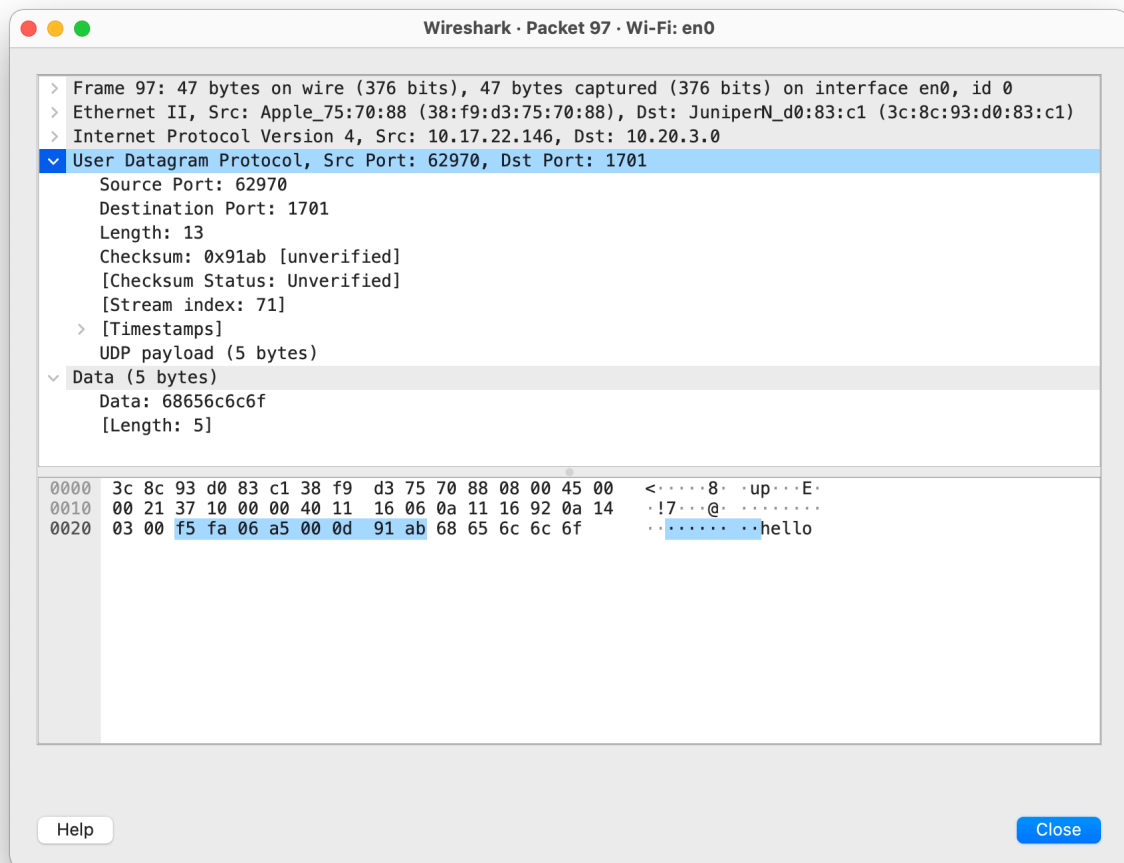 Wireshark · Packet 97 · Wi-Fi: en0
Frame 97: 47 bytes on wire (376 bits), 47 bytes captured (376 bits) on interface en0, id 0
Ethernet II, Src: Apple_75:70:88 (38:f9:d3:75:70:88), Dst: JuniperN_d0:83:c1 (3c:8c:93:d0:83:c1)
Internet Protocol Version 4, Src: 10.17.22.146, Dst: 10.20.3.0
User Datagram Protocol, Src Port: 62970, Dst Port: 1701
Source Port: 62970
Destination Port: 1701
Length: 13
Checksum: 0x91ab [unverified]
[Checksum Status: Unverified]
[Stream index: 71]
[Timestamps]
UDP payload (5 bytes)
Data (5 bytes)
Data: 68656c6c6f
[Length: 5]
0000 3c 8c 93 d0 83 c1 38 f9 d3 75 70 88 08 00 45 00 <·····8· ·up···E·
0010 00 21 37 10 00 00 40 11 16 06 0a 11 16 92 0a 14 ·!7···@· ········
0020 03 00 f5 fa 06 a5 00 0d 91 ab 68 65 6c 6c 6f ········ ··hello
Help Close